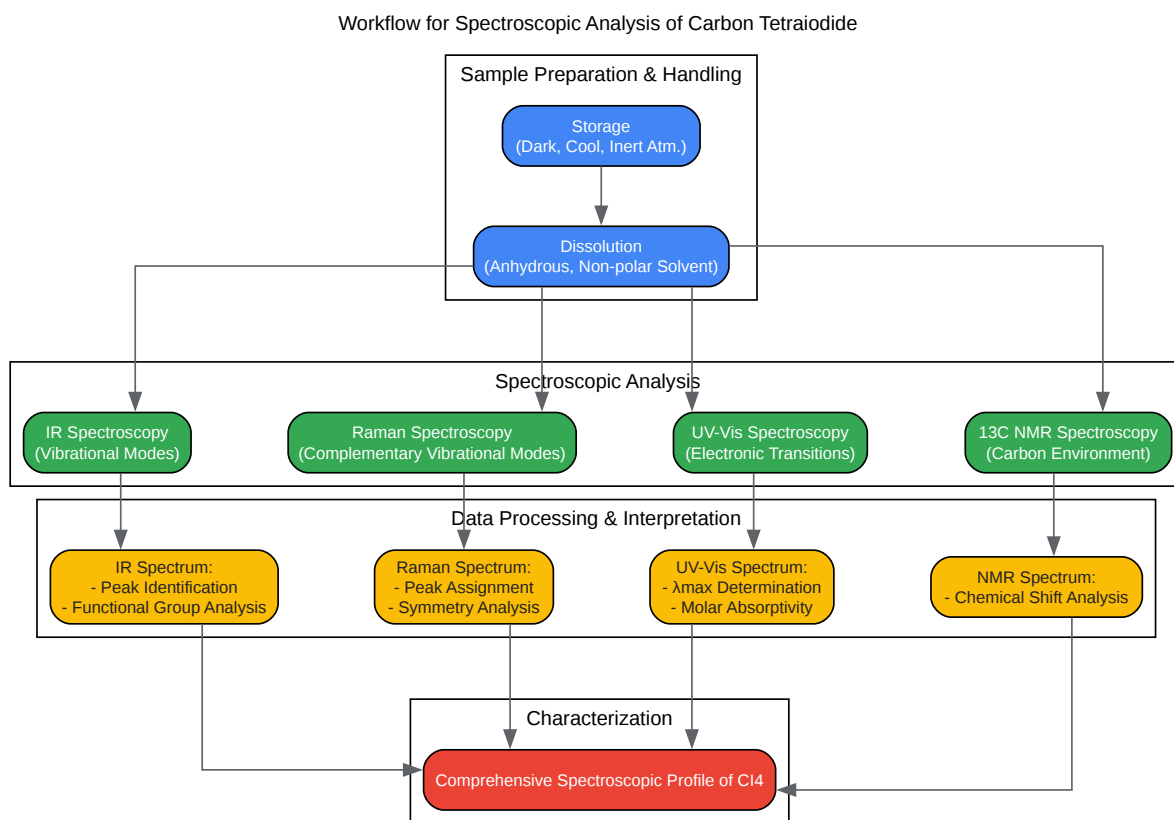 Workflow for Spectroscopic Analysis of Carbon Tetraiodide
Sample Preparation & Handling
Storage
(Dark, Cool, Inert Atm.)
Dissolution
(Anhydrous, Non-polar Solvent)
Spectroscopic Analysis
IR Spectroscopy
(Vibrational Modes)
Raman Spectroscopy
(Complementary Vibrational Modes)
UV-Vis Spectroscopy
(Electronic Transitions)
13C NMR Spectroscopy
(Carbon Environment)
Data Processing & Interpretation
IR Spectrum:
- Peak Identification
- Functional Group Analysis
Raman Spectrum:
- Peak Assignment
- Symmetry Analysis
UV-Vis Spectrum:
- λmax Determination
- Molar Absorptivity
NMR Spectrum:
- Chemical Shift Analysis
Characterization
Comprehensive Spectroscopic Profile of CI4